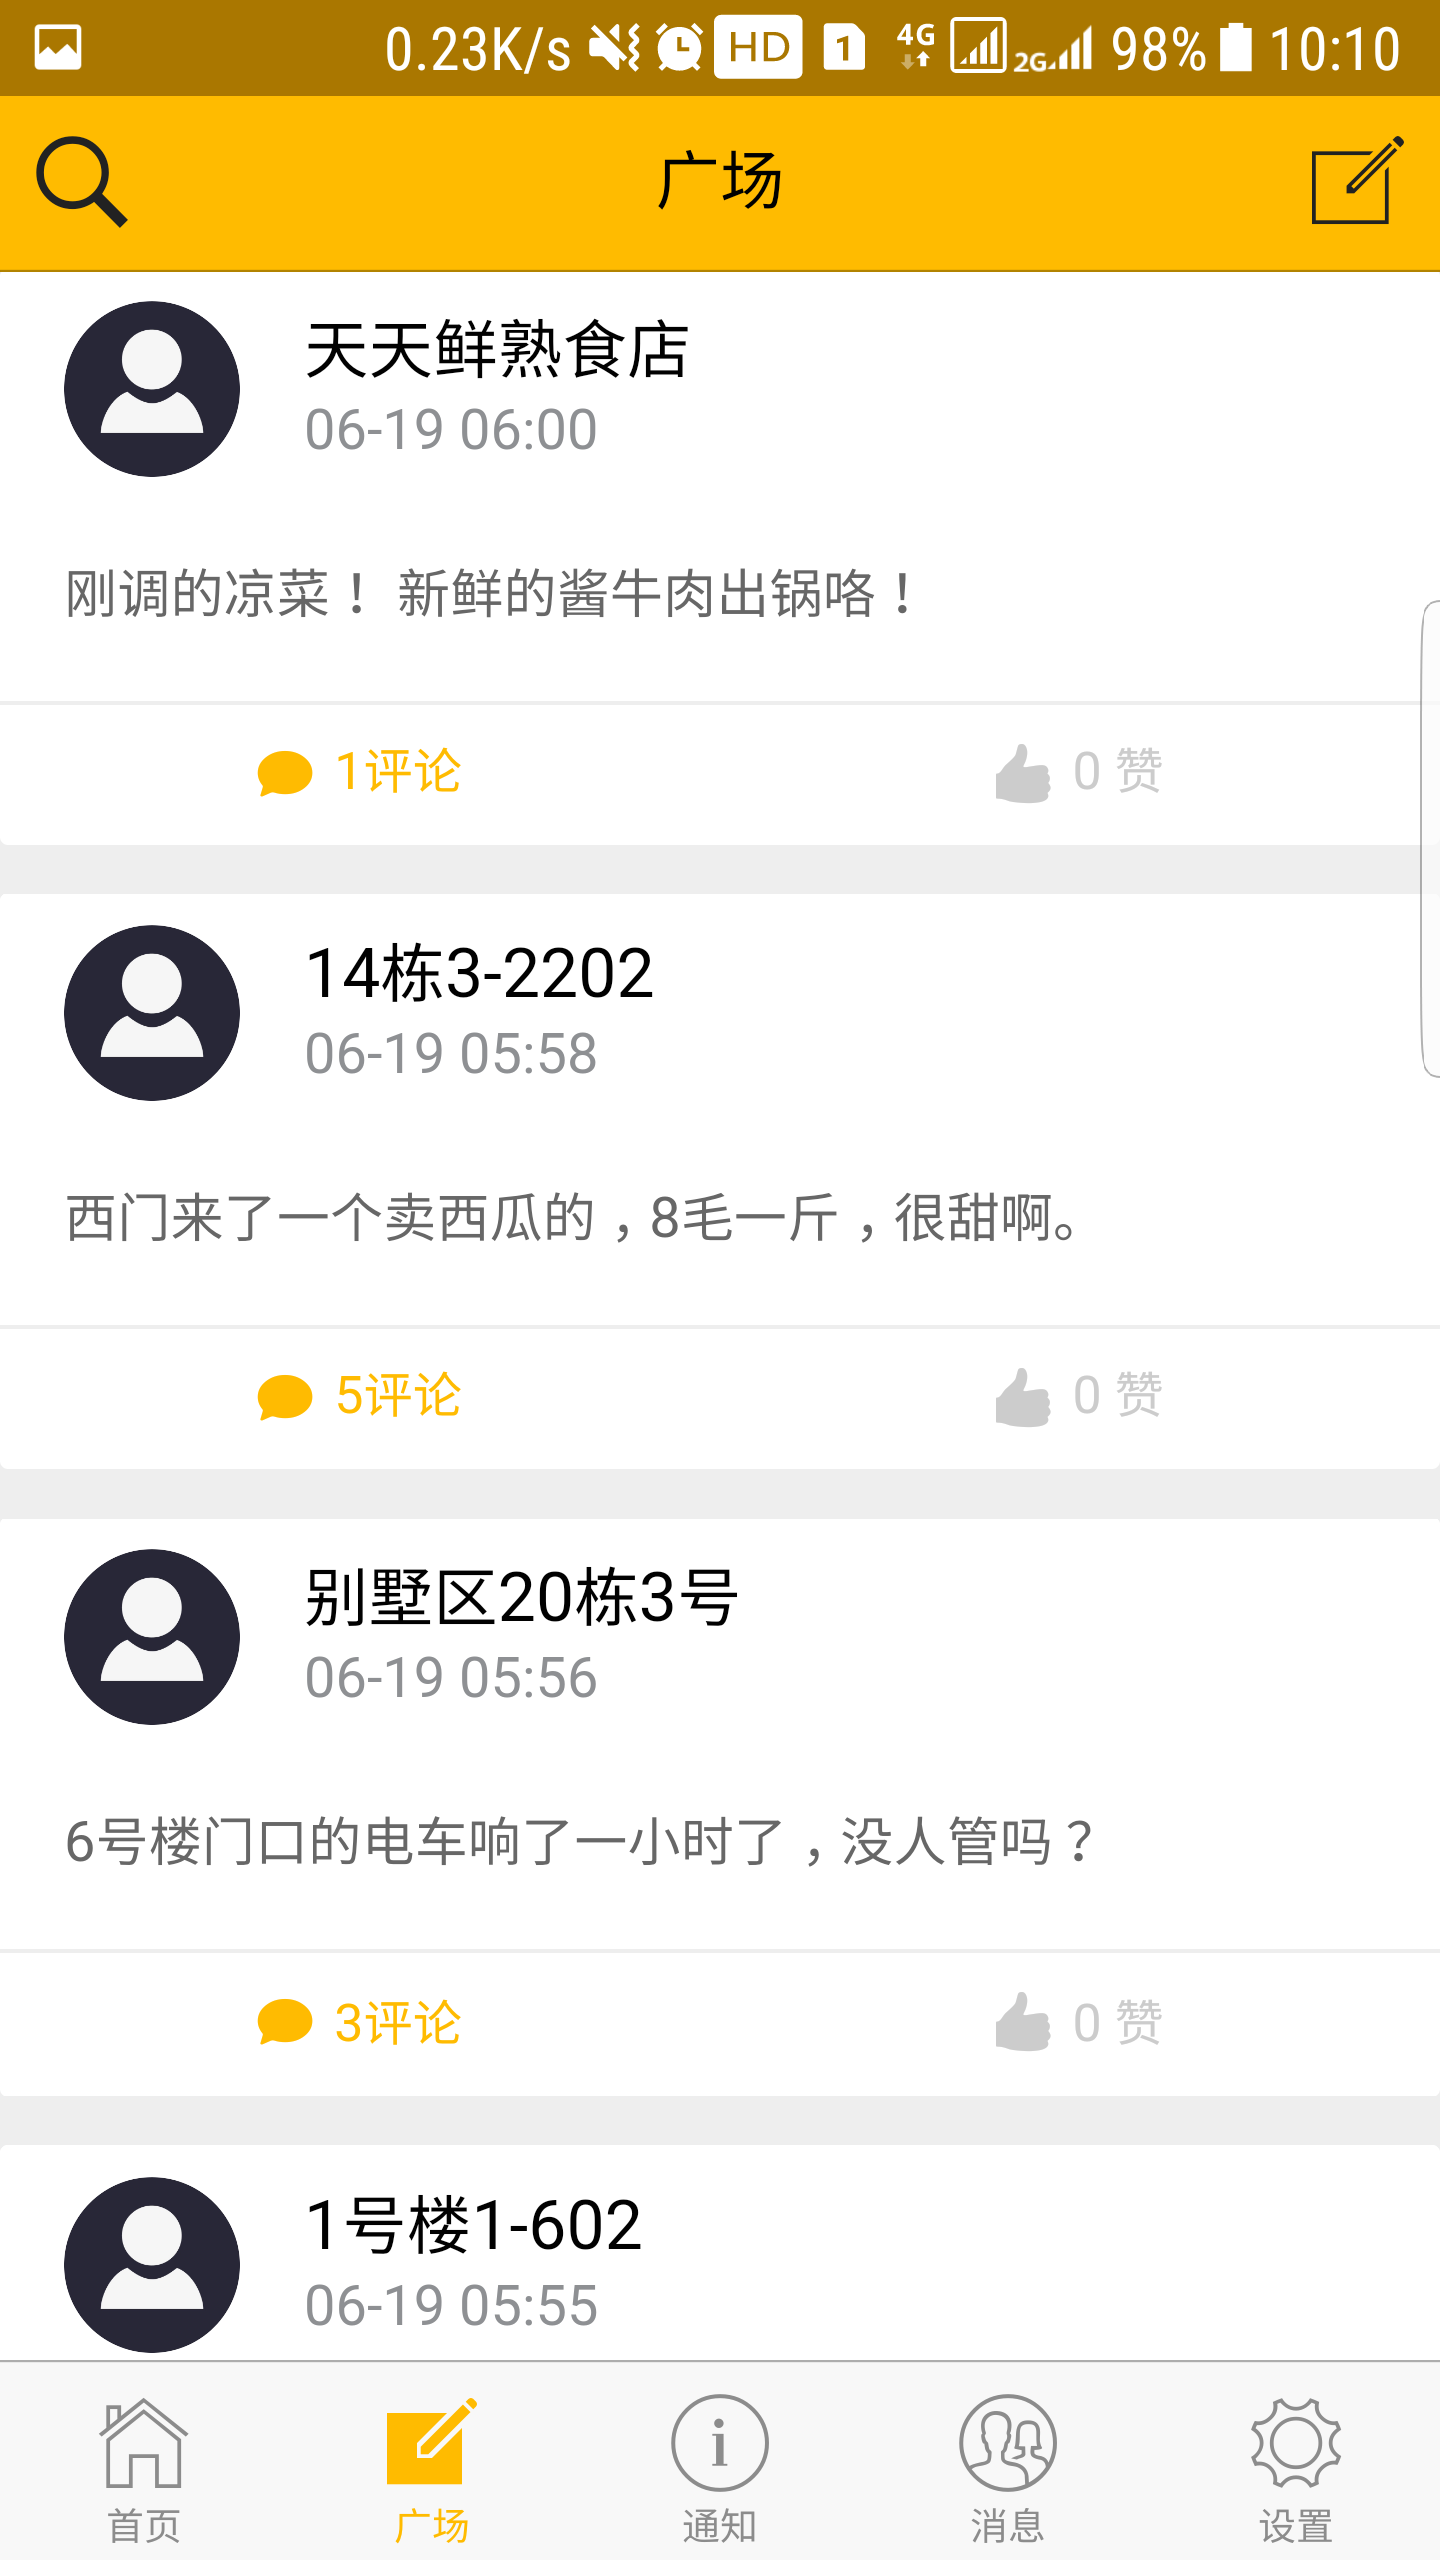 0.23K/s HD 1 4G 2G 98% 10:10
广场
天天鲜熟食店
06-19 06:00
刚调的凉菜！ 新鲜的酱牛肉出锅咯！
1评论 0 赞
14栋3-2202
06-19 05:58
西门来了一个卖西瓜的，8毛一斤，很甜啊。
5评论 0 赞
别墅区20栋3号
06-19 05:56
6号楼门口的电车响了一小时了，没人管吗？
3评论 0 赞
1号楼1-602
06-19 05:55
首页 广场 通知 消息 设置